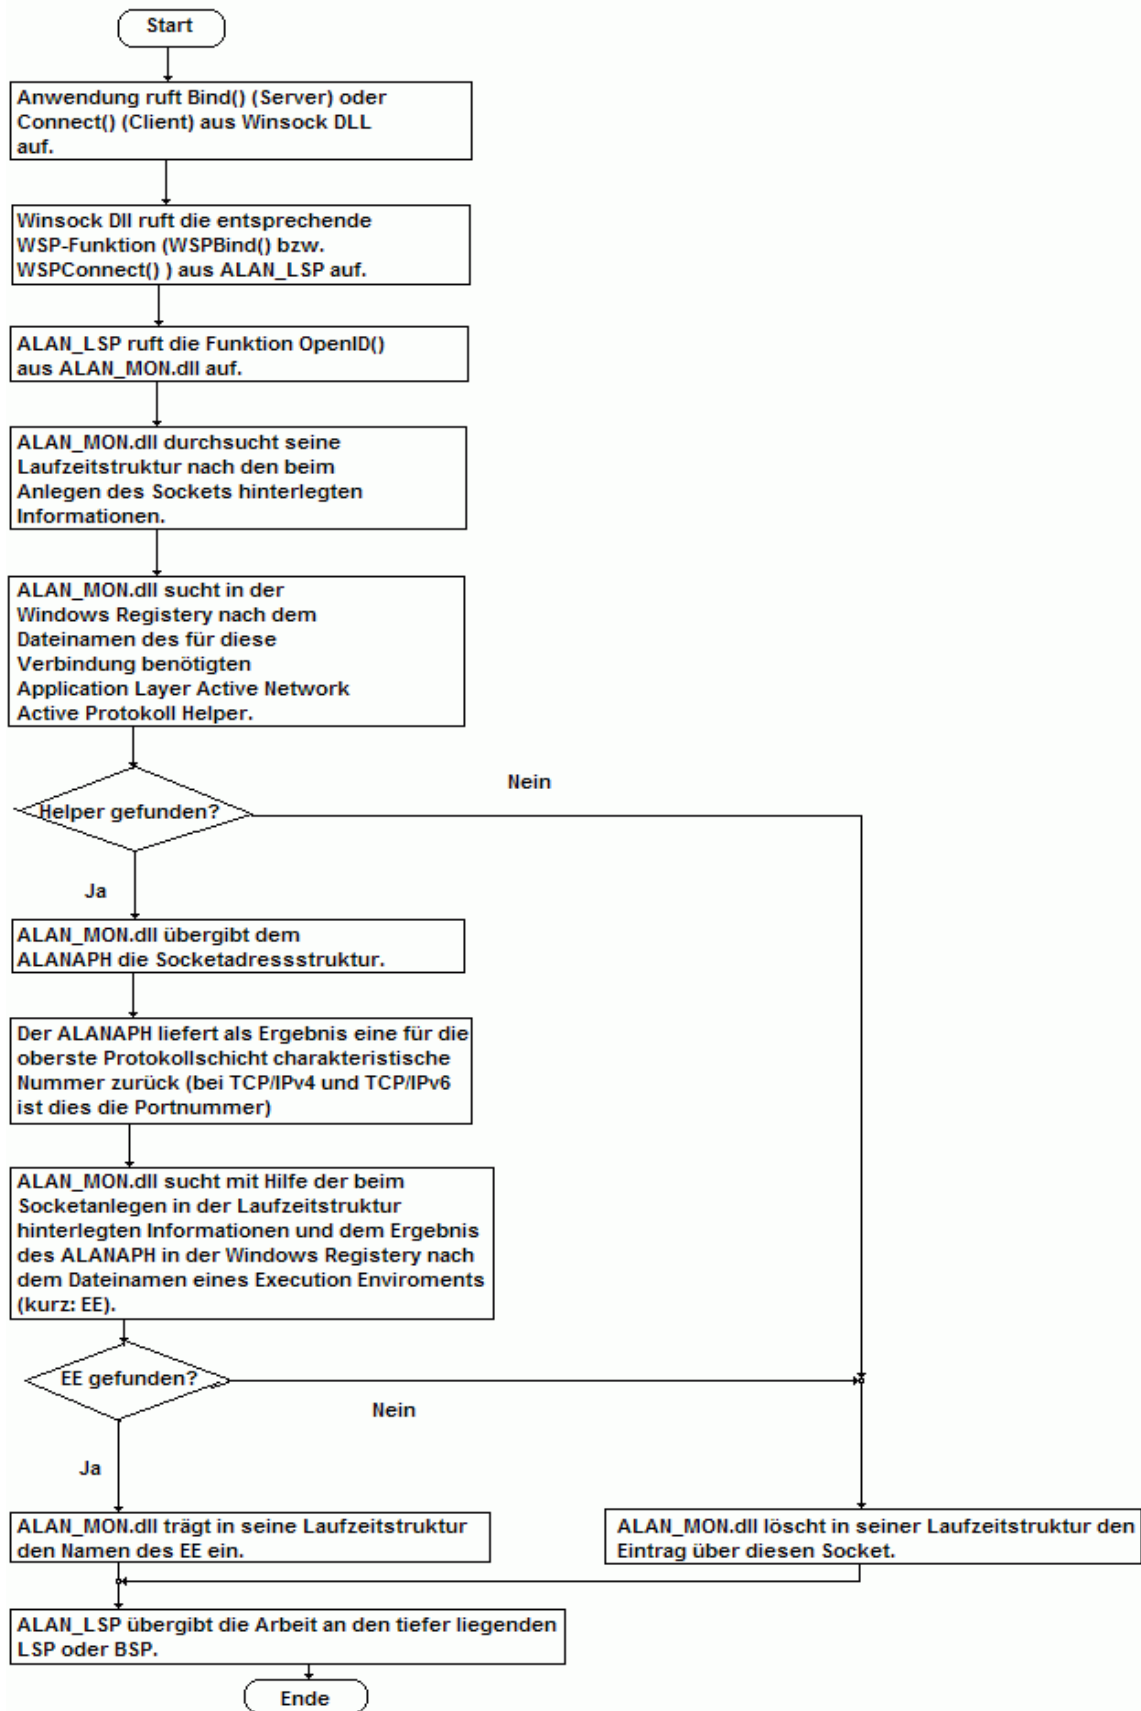 Start
Anwendung ruft Bind() (Server) oder
Connect() (Client) aus Winsock DLL
auf.
Winsock Dll ruft die entsprechende
WSP-Funktion (WSPBind() bzw.
WSPConnect() ) aus ALAN_LSP auf.
ALAN_LSP ruft die Funktion OpenID()
aus ALAN_MON.dll auf.
ALAN_MON.dll durchsucht seine
Laufzeitstruktur nach den beim
Anlegen des Sockets hinterlegten
Informationen.
ALAN_MON.dll sucht in der
Windows Registery nach dem
Dateinamen des für diese
Verbindung benötigten
Application Layer Active Network
Active Protokoll Helper.
Nein
Helper gefunden?
Ja
ALAN_MON.dll übergibt dem
ALANAPH die Socketadressstruktur.
Der ALANAPH liefert als Ergebnis eine für die
oberste Protokollschicht charakteristische
Nummer zurück (bei TCP/IPv4 und TCP/IPv6
ist dies die Portnummer)
ALAN_MON.dll sucht mit Hilfe der beim
Socketanlegen in der Laufzeitstruktur
hinterlegten Informationen und dem Ergebnis
des ALANAPH in der Windows Registery nach
dem Dateinamen eines Execution Enviroments
(kurz: EE).
EE gefunden?
Nein
Ja
ALAN_MON.dll trägt in seine Laufzeitstruktur
den Namen des EE ein.
ALAN_MON.dll löscht in seiner Laufzeitstruktur den
Eintrag über diesen Socket.
ALAN_LSP übergibt die Arbeit an den tiefer liegenden
LSP oder BSP.
Ende